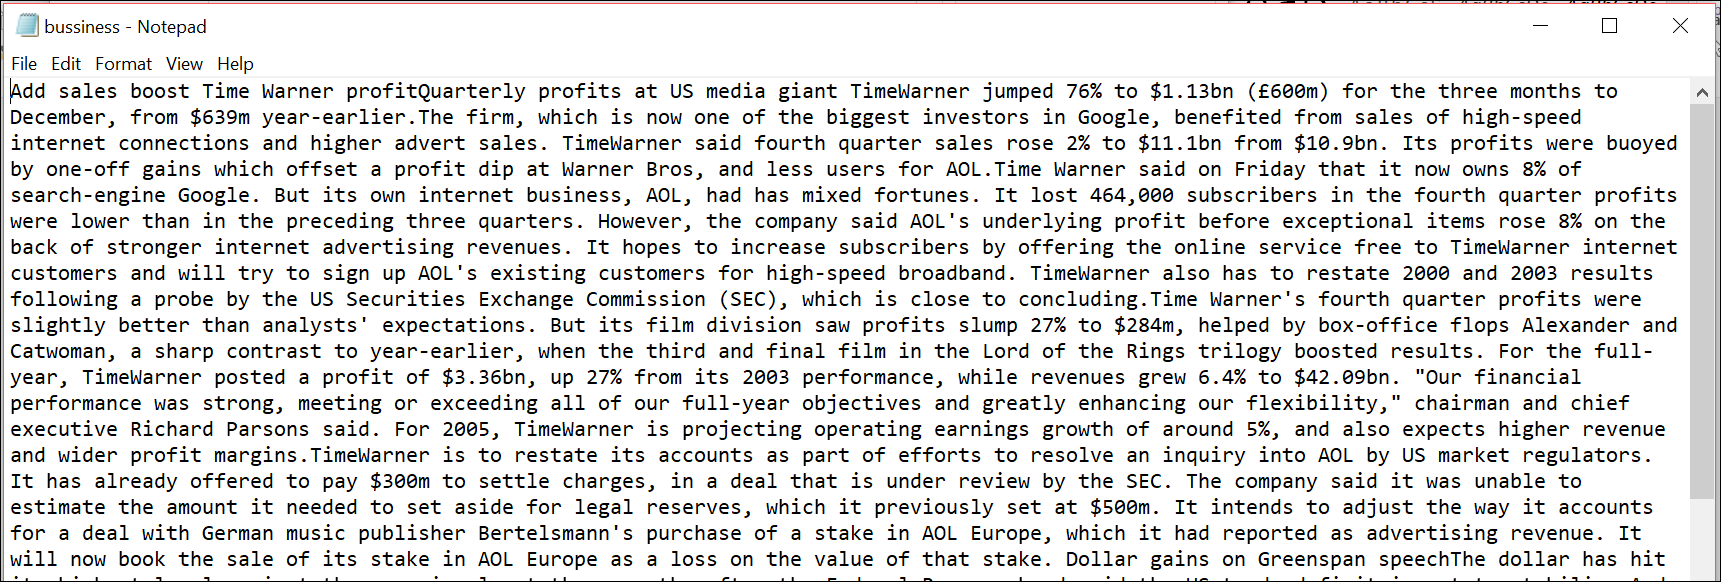 bussiness - Notepad
File Edit Format View Help
Add sales boost Time Warner profitQuarterly profits at US media giant TimeWarner jumped 76% to $1.13bn (£600m) for the three months to
December, from $639m year-earlier.The firm, which is now one of the biggest investors in Google, benefited from sales of high-speed
internet connections and higher advert sales. TimeWarner said fourth quarter sales rose 2% to $11.1bn from $10.9bn. Its profits were buoyed
by one-off gains which offset a profit dip at Warner Bros, and less users for AOL.Time Warner said on Friday that it now owns 8% of
search-engine Google. But its own internet business, AOL, had has mixed fortunes. It lost 464,000 subscribers in the fourth quarter profits
were lower than in the preceding three quarters. However, the company said AOL's underlying profit before exceptional items rose 8% on the
back of stronger internet advertising revenues. It hopes to increase subscribers by offering the online service free to TimeWarner internet
customers and will try to sign up AOL's existing customers for high-speed broadband. TimeWarner also has to restate 2000 and 2003 results
following a probe by the US Securities Exchange Commission (SEC), which is close to concluding.Time Warner's fourth quarter profits were
slightly better than analysts' expectations. But its film division saw profits slump 27% to $284m, helped by box-office flops Alexander and
Catwoman, a sharp contrast to year-earlier, when the third and final film in the Lord of the Rings trilogy boosted results. For the full-
year, TimeWarner posted a profit of $3.36bn, up 27% from its 2003 performance, while revenues grew 6.4% to $42.09bn. "Our financial
performance was strong, meeting or exceeding all of our full-year objectives and greatly enhancing our flexibility," chairman and chief
executive Richard Parsons said. For 2005, TimeWarner is projecting operating earnings growth of around 5%, and also expects higher revenue
and wider profit margins.TimeWarner is to restate its accounts as part of efforts to resolve an inquiry into AOL by US market regulators.
It has already offered to pay $300m to settle charges, in a deal that is under review by the SEC. The company said it was unable to
estimate the amount it needed to set aside for legal reserves, which it previously set at $500m. It intends to adjust the way it accounts
for a deal with German music publisher Bertelsmann's purchase of a stake in AOL Europe, which it had reported as advertising revenue. It
will now book the sale of its stake in AOL Europe as a loss on the value of that stake. Dollar gains on Greenspan speechThe dollar has hit